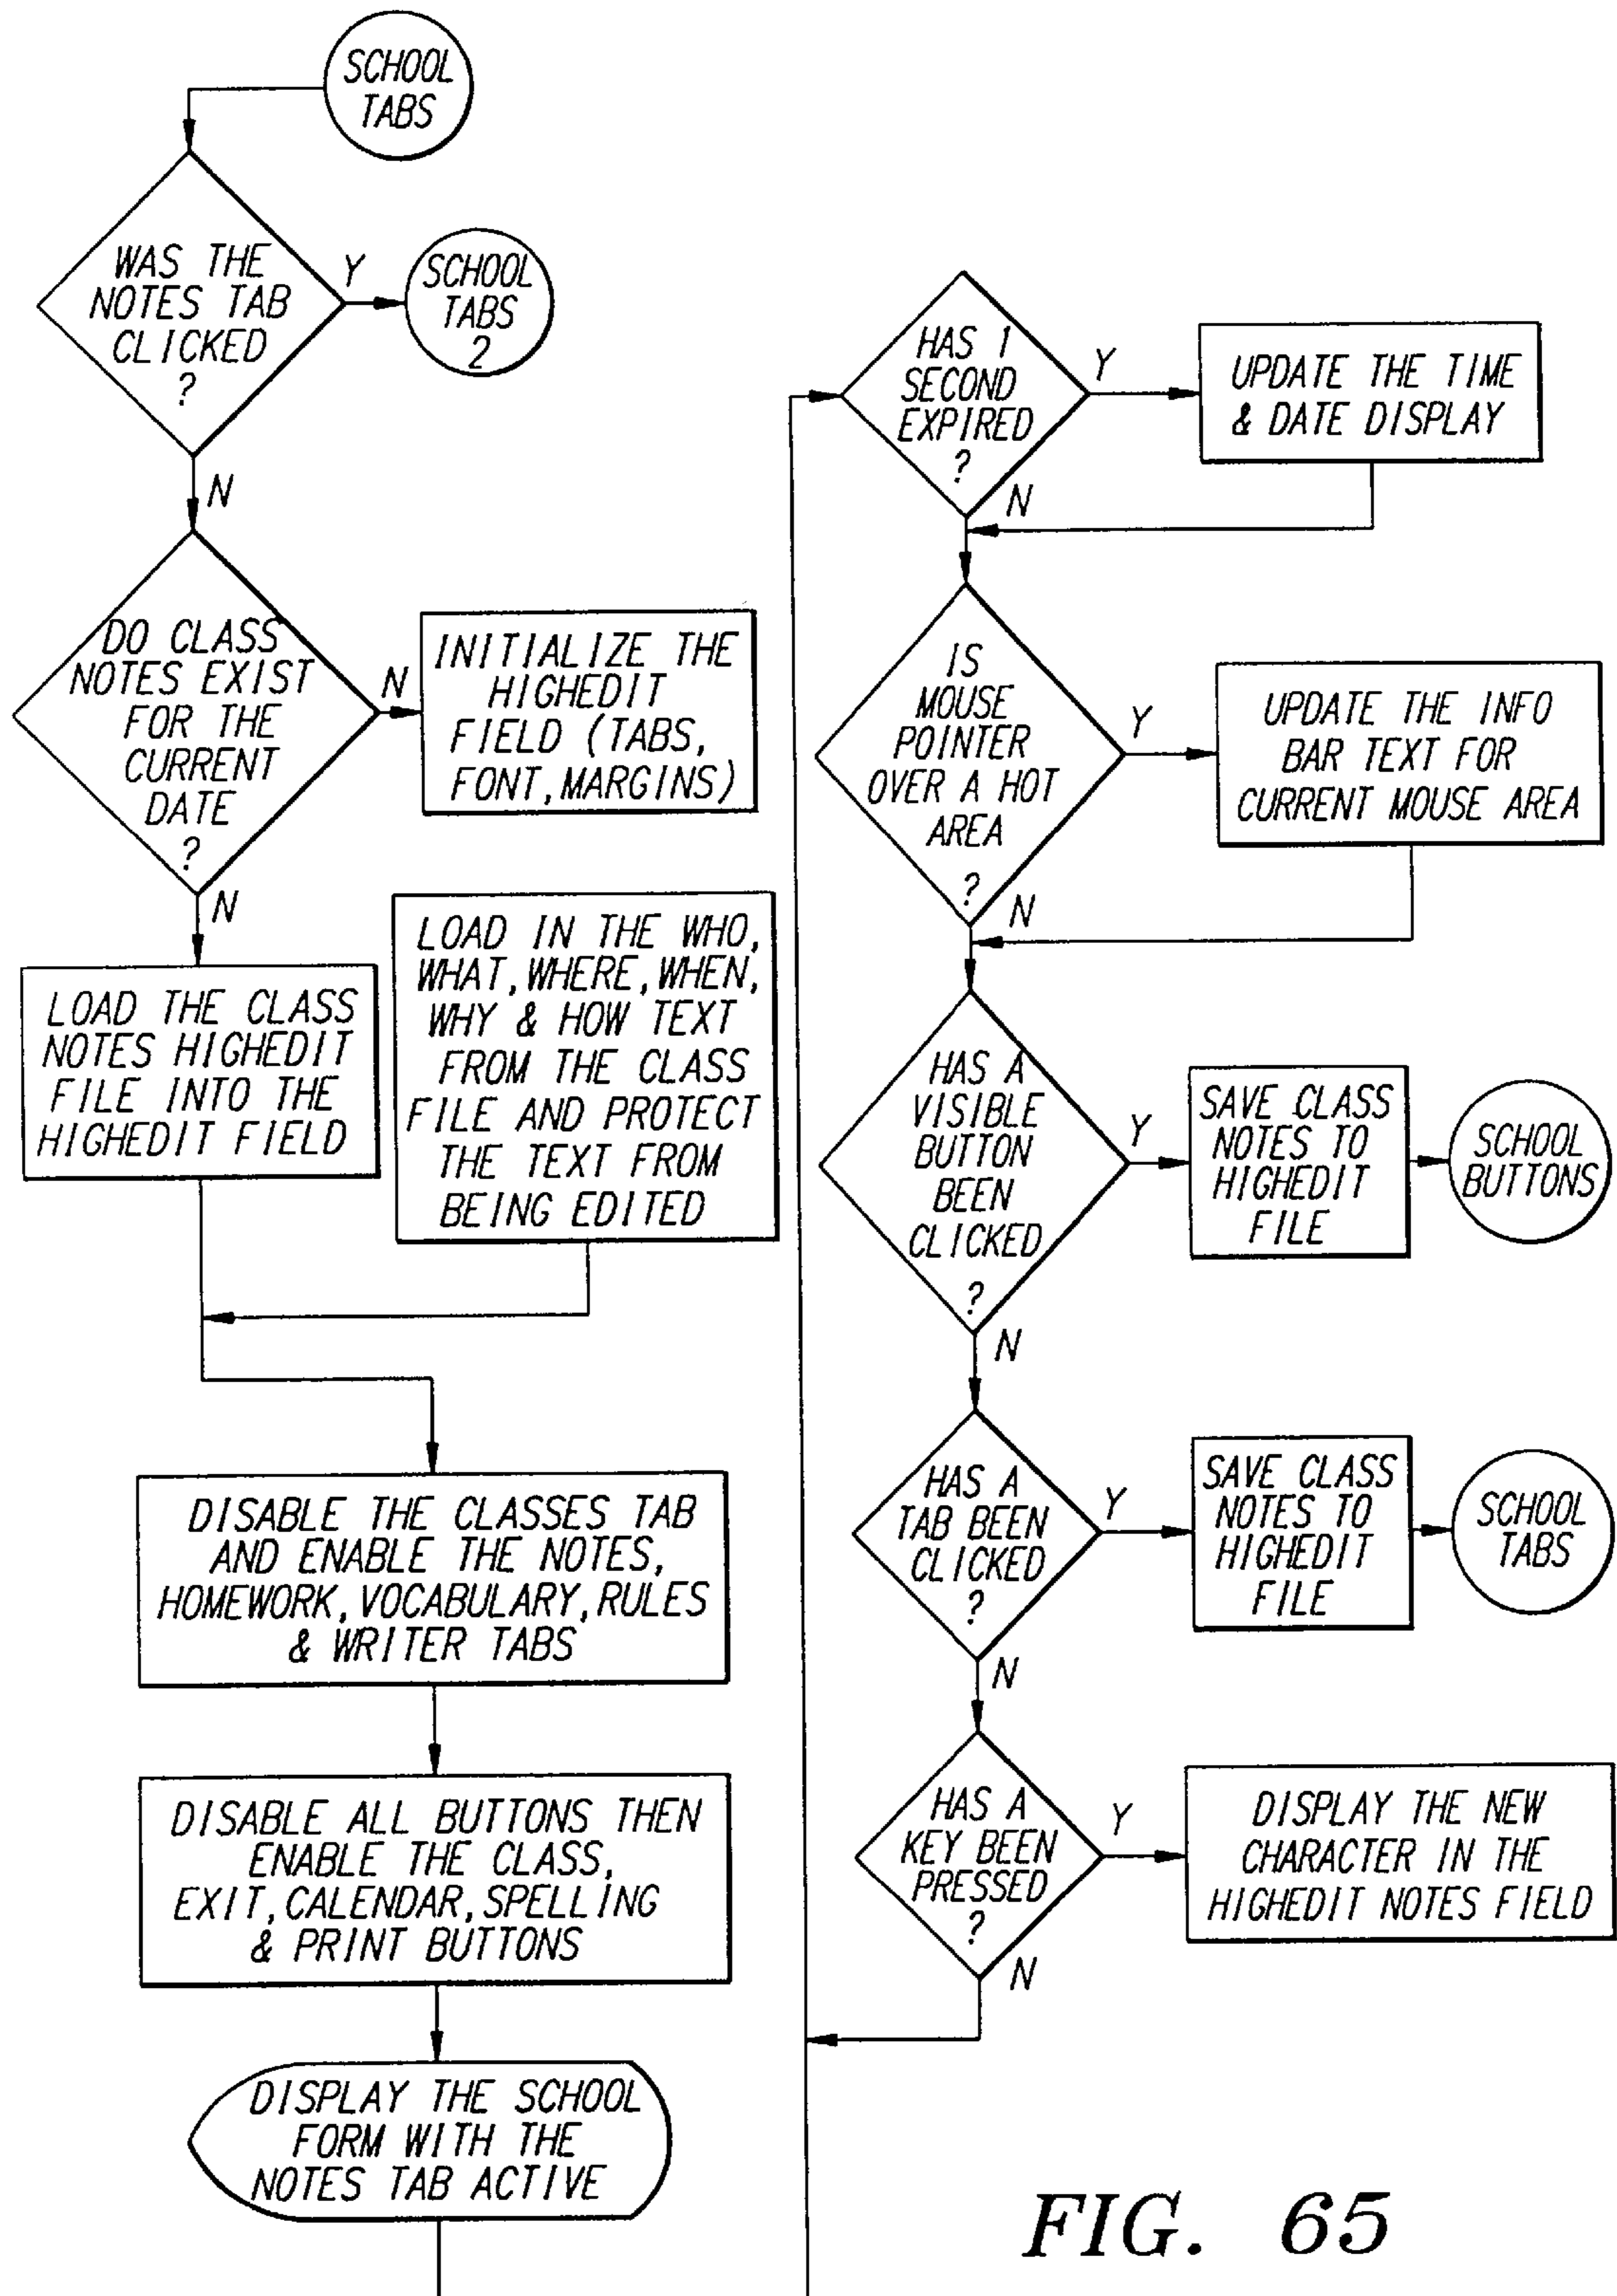 SCHOOL
TABS
WAS THE
NOTES TAB
CLICKED
?
Y
SCHOOL
TABS
2
N
DO CLASS
NOTES EXIST
FOR THE
CURRENT
DATE
?
N
INITIALIZE THE
HIGHEDIT
FIELD (TABS,
FONT, MARGINS)
N
LOAD THE CLASS
NOTES HIGHEDIT
FILE INTO THE
HIGHEDIT FIELD
LOAD IN THE WHO,
WHAT, WHERE, WHEN,
WHY & HOW TEXT
FROM THE CLASS
FILE AND PROTECT
THE TEXT FROM
BEING EDITED
DISABLE THE CLASSES TAB
AND ENABLE THE NOTES,
HOMEWORK, VOCABULARY, RULES
& WRITER TABS
DISABLE ALL BUTTONS THEN
ENABLE THE CLASS,
EXIT, CALENDAR, SPELLING
& PRINT BUTTONS
DISPLAY THE SCHOOL
FORM WITH THE
NOTES TAB ACTIVE
HAS 1
SECOND
EXPIRED
?
Y
UPDATE THE TIME
& DATE DISPLAY
N
IS
MOUSE
POINTER
OVER A HOT
AREA
?
Y
UPDATE THE INFO
BAR TEXT FOR
CURRENT MOUSE AREA
N
HAS A
VISIBLE
BUTTON
BEEN
CLICKED
?
Y
SAVE CLASS
NOTES TO
HIGHEDIT
FILE
SCHOOL
BUTTONS
N
HAS A
TAB BEEN
CLICKED
?
Y
SAVE CLASS
NOTES TO
HIGHEDIT
FILE
SCHOOL
TABS
N
HAS A
KEY BEEN
PRESSED
?
Y
DISPLAY THE NEW
CHARACTER IN THE
HIGHEDIT NOTES FIELD
N
FIG. 65